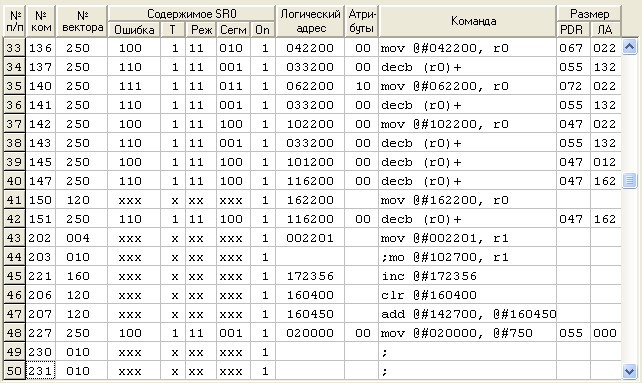 № п/п № ком № вектора Содержимое SR0 Логический адрес Атри-буты Команда Размер
Ошибка Т Реж Сегм On PDR ЛА
33 136 250 100 1 11 010 1 042200 00 mov @#042200, r0 067 022
34 137 250 110 1 11 001 1 033200 00 decb (r0)+ 055 132
35 140 250 111 1 11 011 1 062200 10 mov @#062200, r0 072 022
36 141 250 110 1 11 001 1 033200 00 decb (r0)+ 055 132
37 142 250 100 1 11 100 1 102200 00 mov @#102200, r0 047 022
38 143 250 110 1 11 001 1 033200 00 decb (r0)+ 055 132
39 145 250 100 1 11 100 1 101200 00 decb (r0)+ 047 012
40 147 250 110 1 11 100 1 116200 00 decb (r0)+ 047 162
41 150 120 xxx x xx xxx 1 162200 mov @#162200, r0
42 151 250 110 1 11 100 1 116200 00 decb (r0)+ 047 162
43 202 004 xxx x xx xxx 1 002201 mov @#002201, r1
44 203 010 xxx x xx xxx 1 ;mo @#102700, r1
45 221 160 xxx x xx xxx 1 172356 inc @#172356
46 206 120 xxx x xx xxx 1 160400 clr @#160400
47 207 120 xxx x xx xxx 1 160450 add @#142700, @#160450
48 227 250 100 1 11 001 1 020000 00 mov @#020000, @#750 055 000
49 230 010 xxx x xx xxx 1 ;
50 231 010 xxx x xx xxx 1 ;